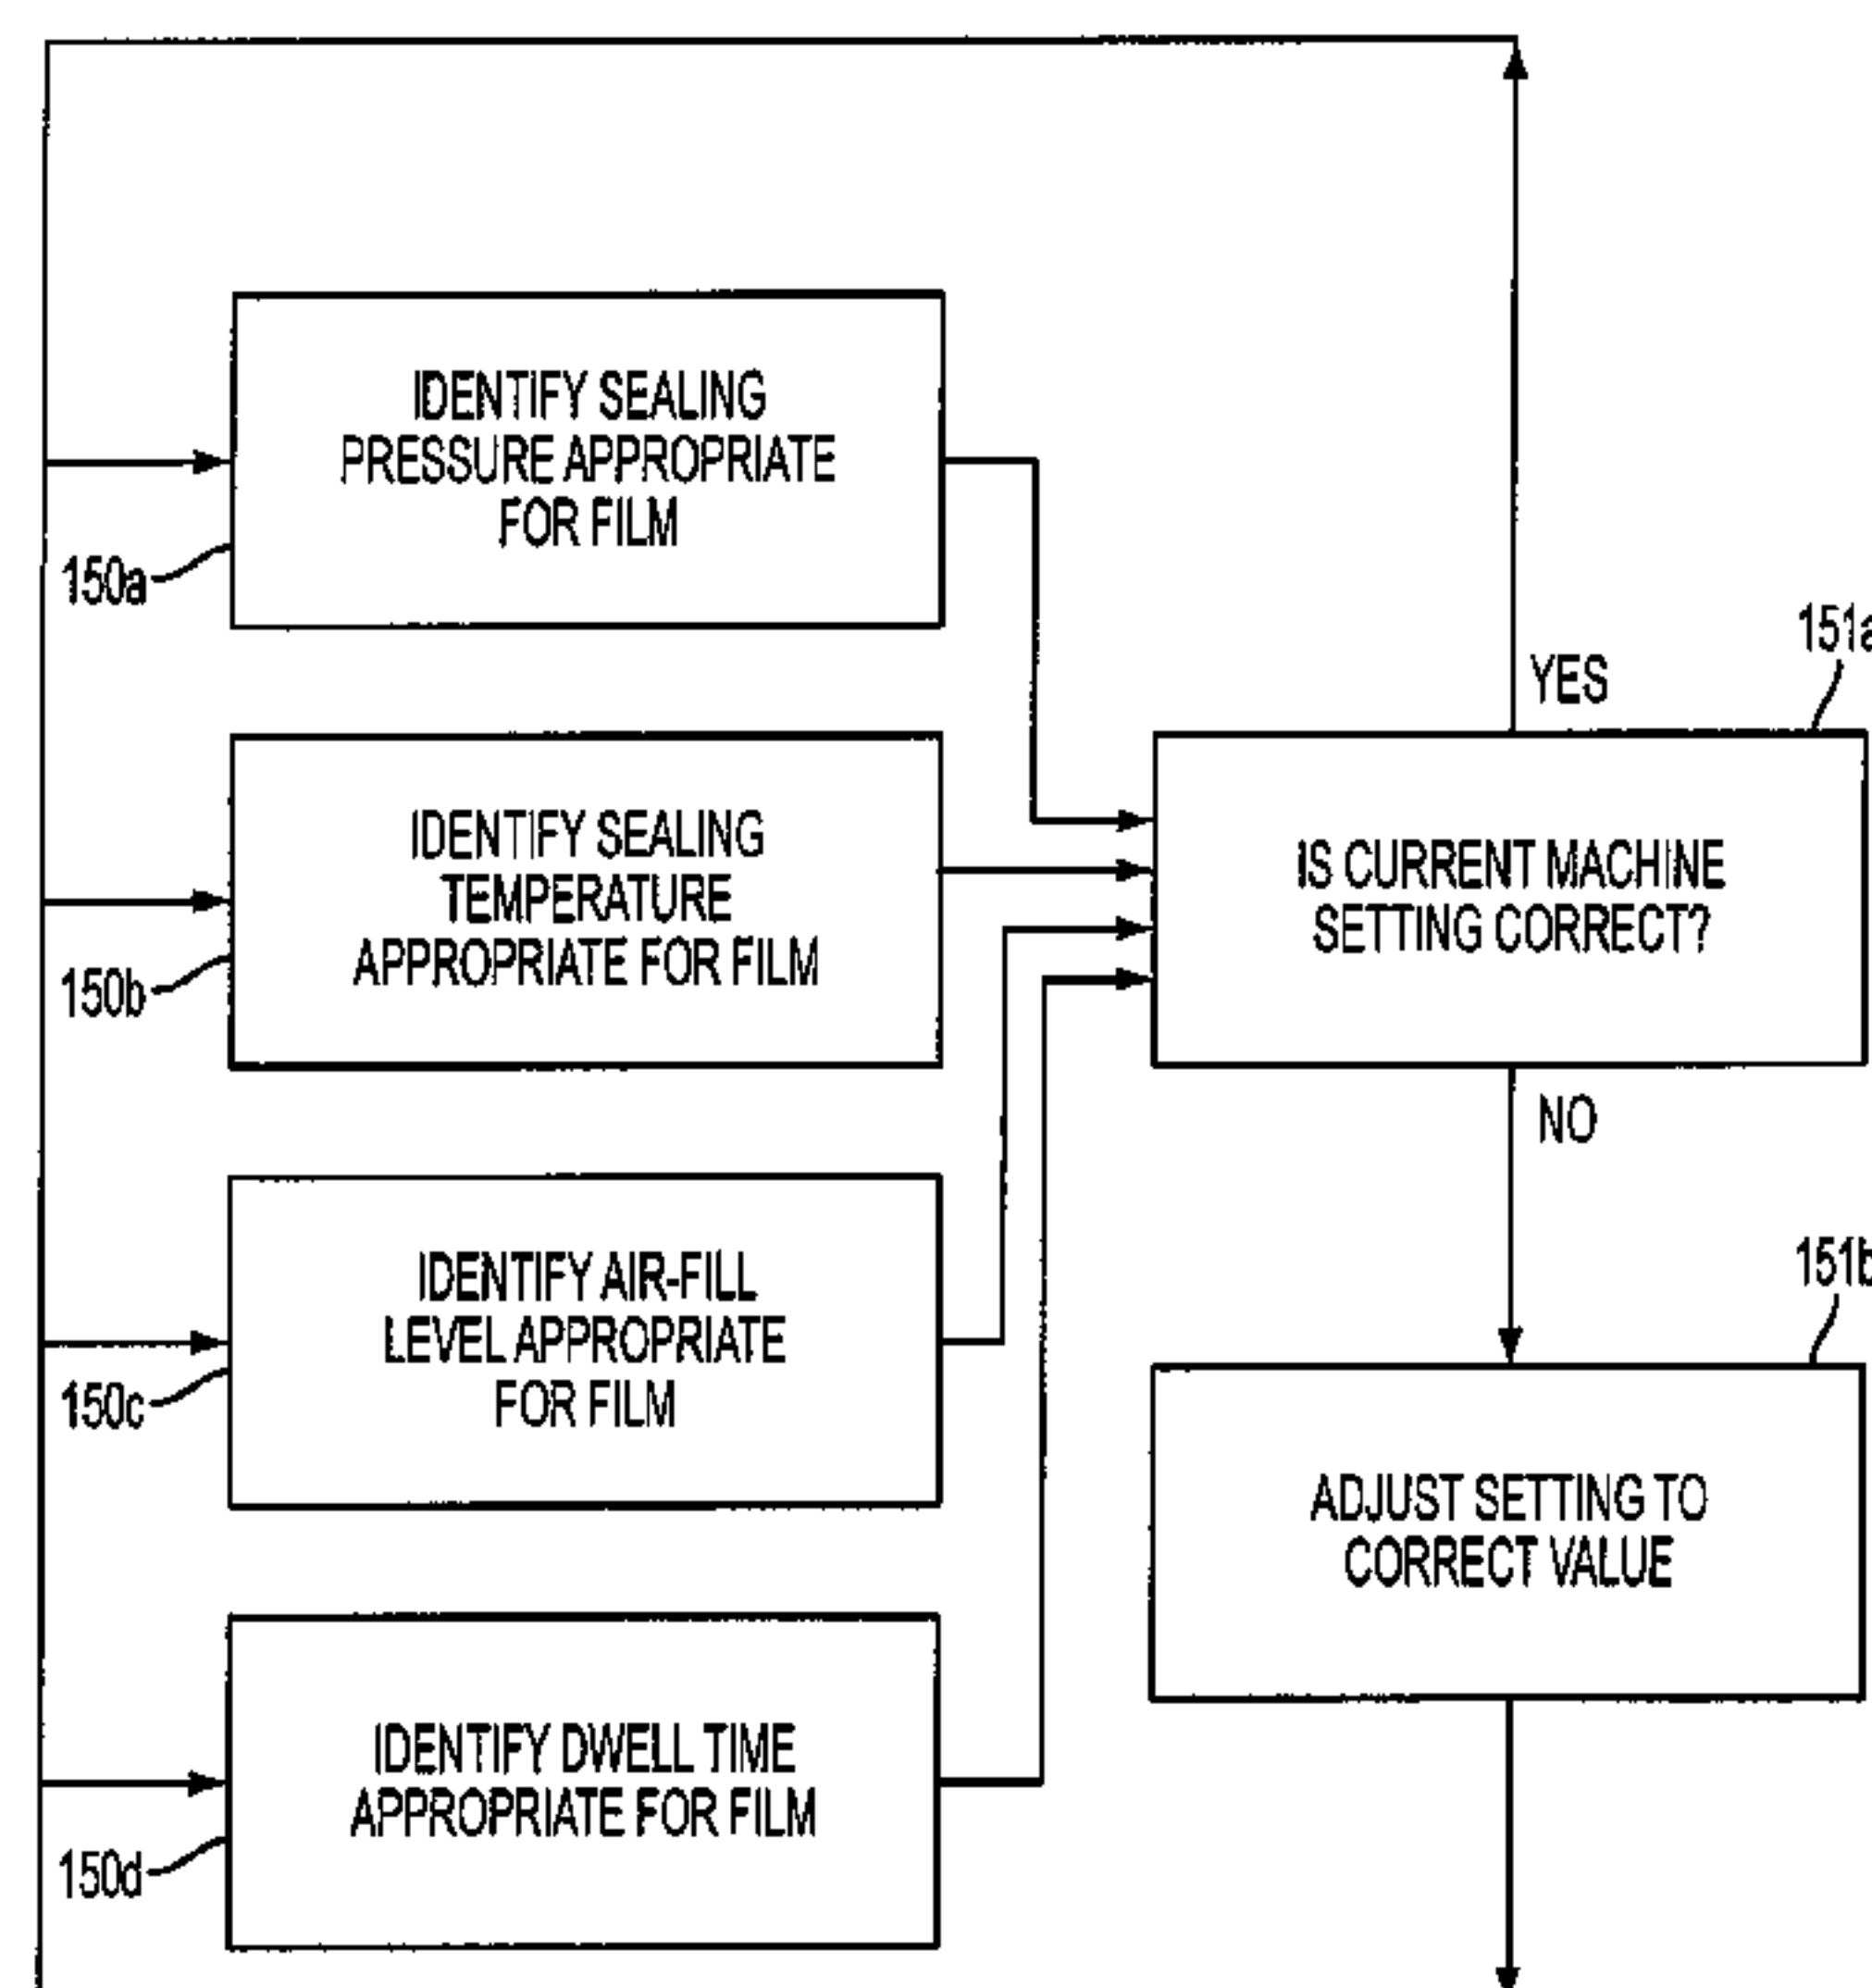 IDENTIFY SEALING
PRESSURE APPROPRIATE
FOR FILM
150a
151a
YES
IDENTIFY SEALING
TEMPERATURE
APPROPRIATE FOR FILM
150b
IS CURRENT MACHINE
SETTING CORRECT?
NO
IDENTIFY AIR-FILL
LEVEL APPROPRIATE
FOR FILM
150c
151b
ADJUST SETTING TO
CORRECT VALUE
IDENTIFY DWELL TIME
APPROPRIATE FOR FILM
150d